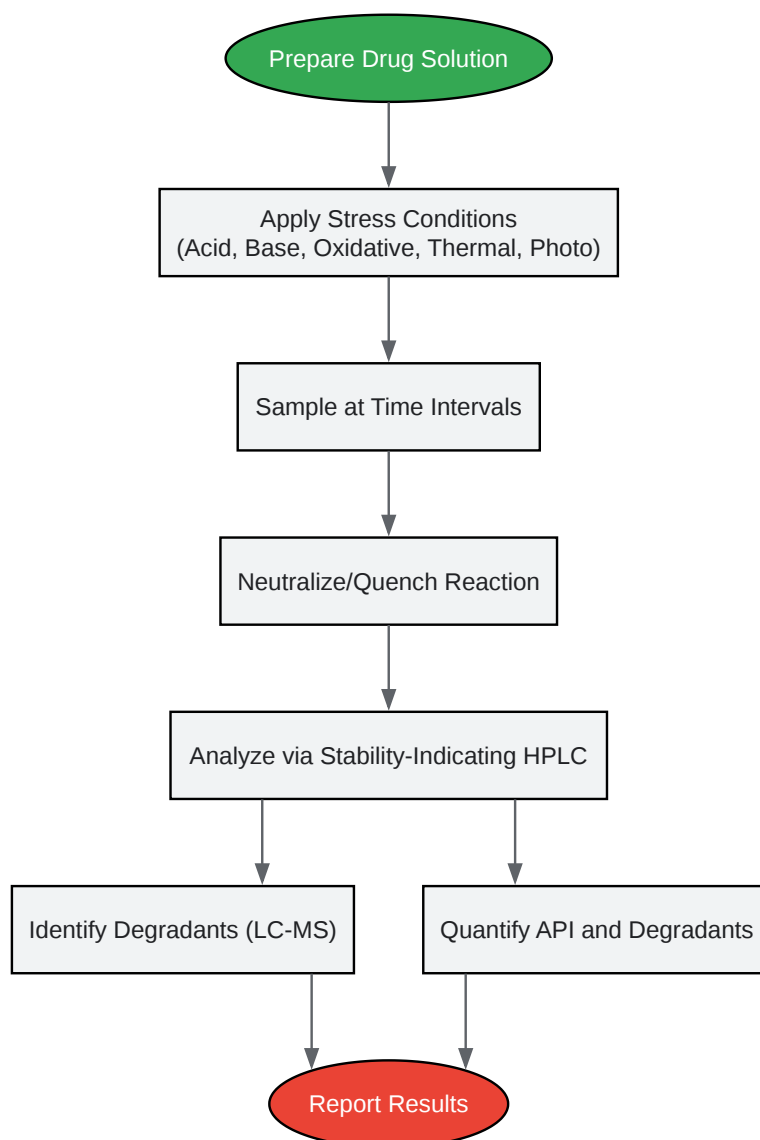 Prepare Drug Solution
Apply Stress Conditions
(Acid, Base, Oxidative, Thermal, Photo)
Sample at Time Intervals
Neutralize/Quench Reaction
Analyze via Stability-Indicating HPLC
Identify Degradants (LC-MS)
Quantify API and Degradants
Report Results